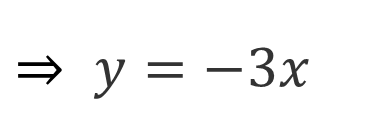 ⇒ y = −3x